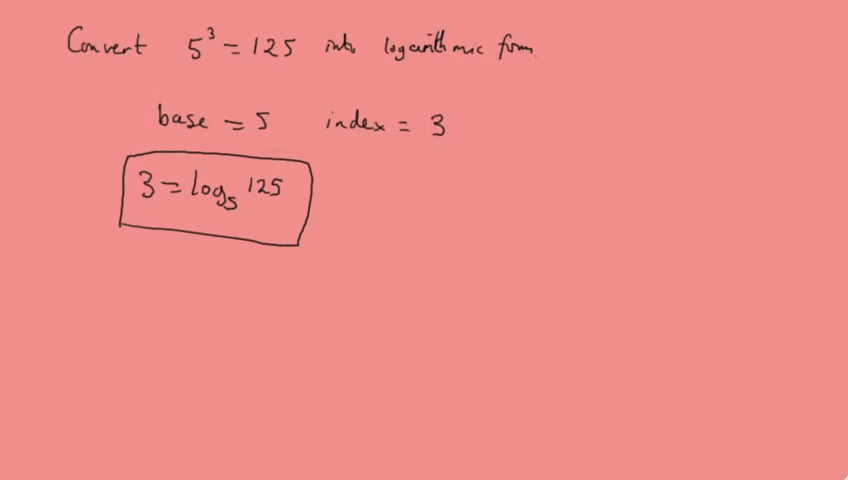 Convert 5³ = 125 into logarithmic form
base = 5 index = 3
3 = log₅ 125